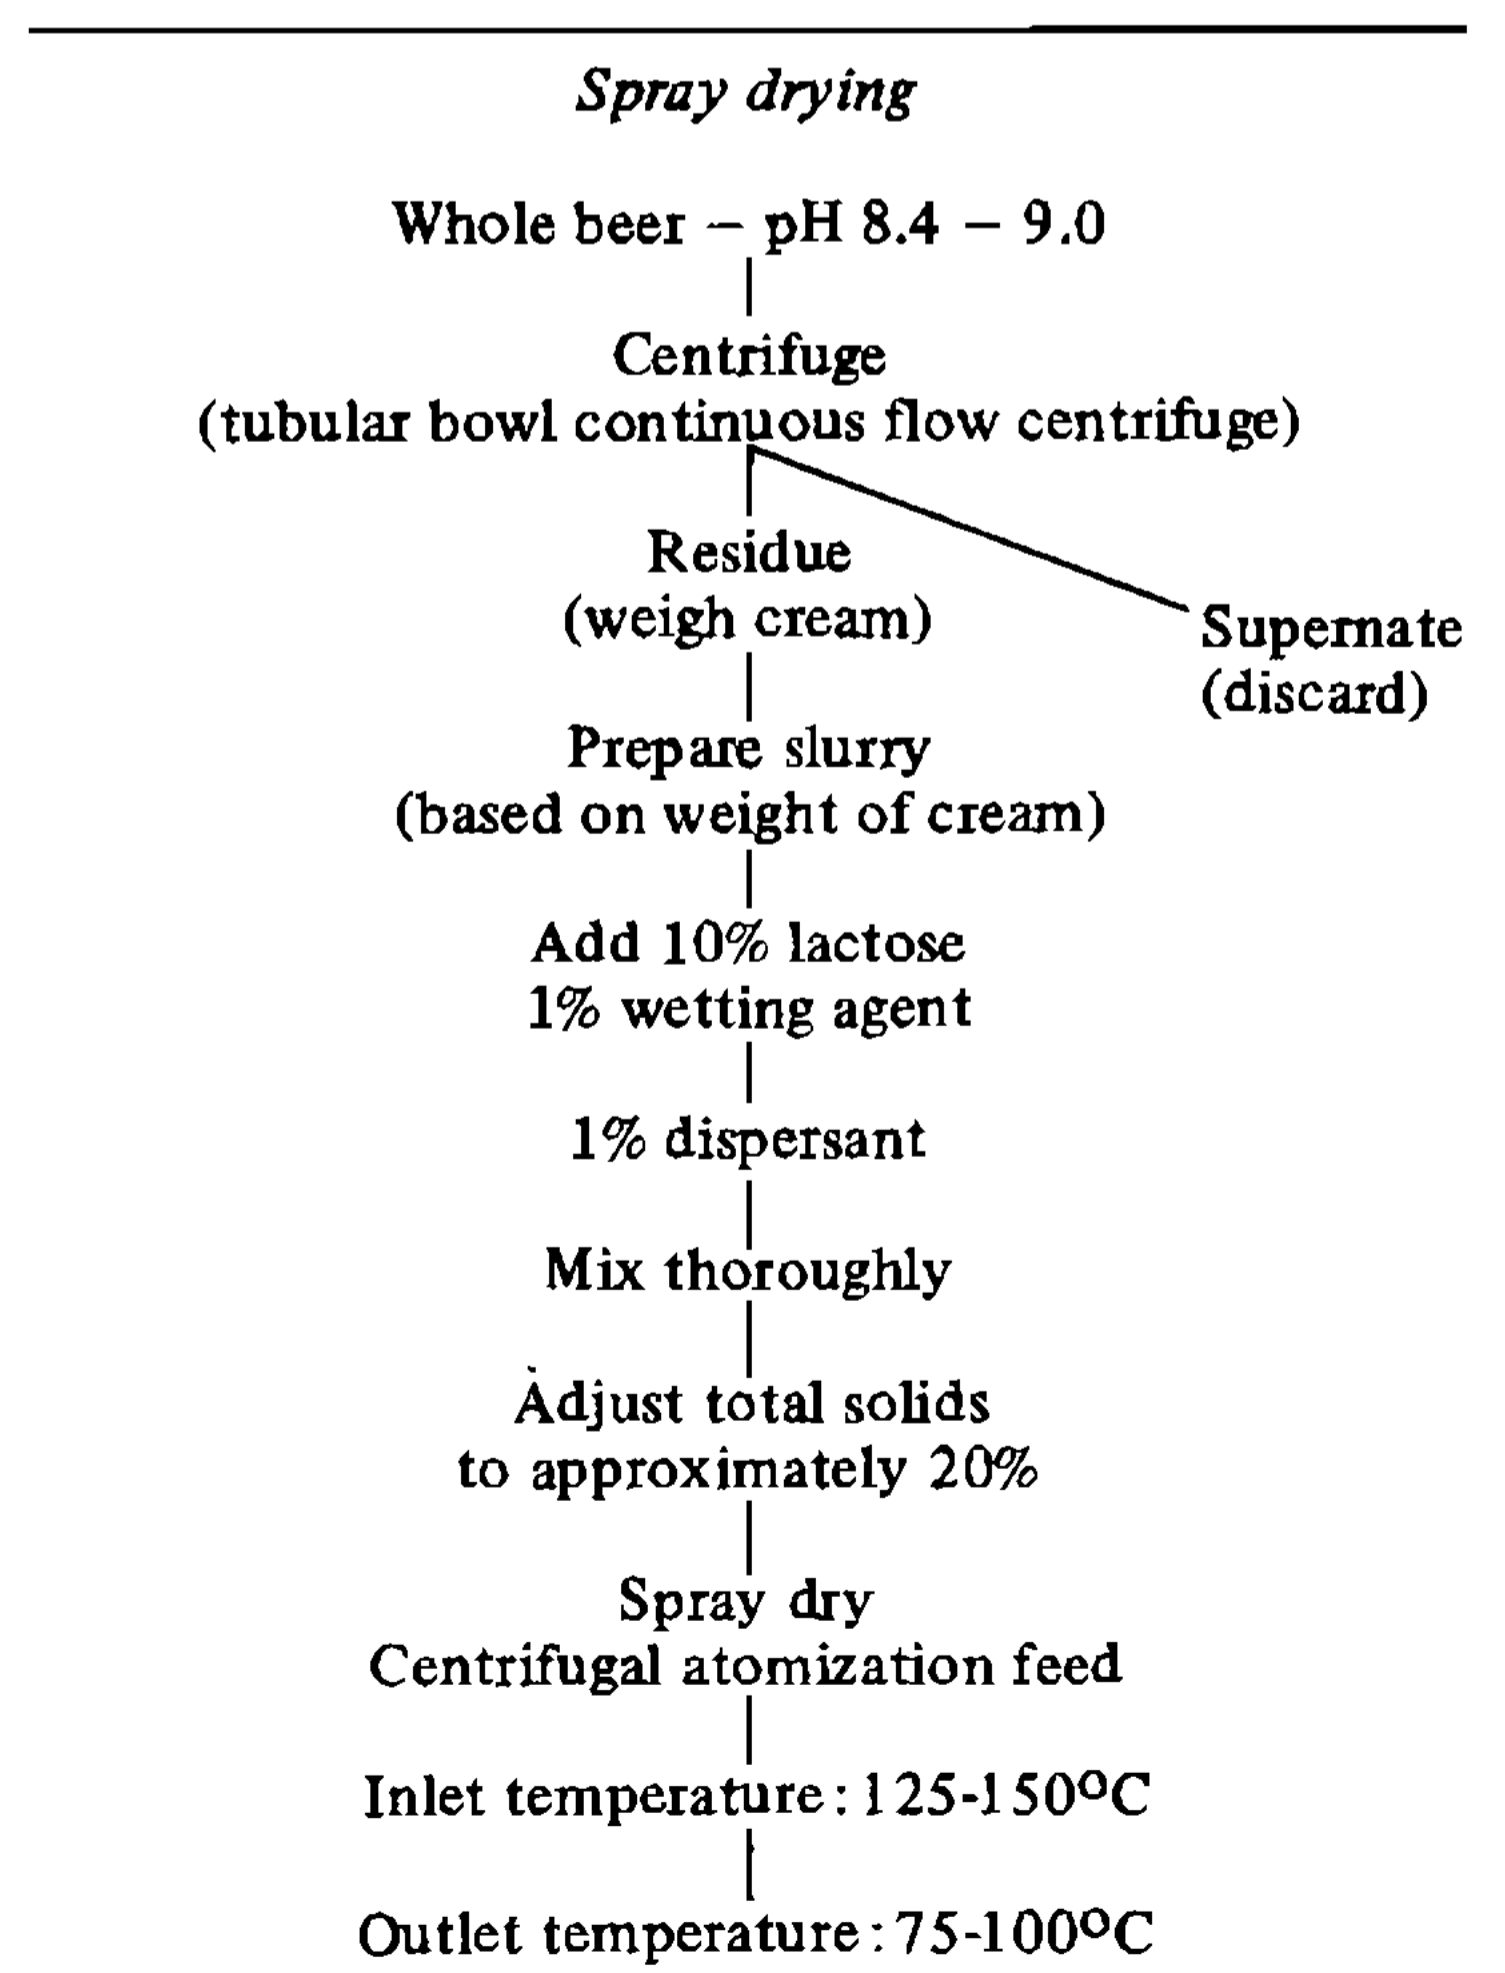 Spray drying
Whole beer – pH 8.4 – 9.0
Centrifuge
(tubular bowl continuous flow centrifuge)
Residue
(weigh cream)
Supernate
(discard)
Prepare slurry
(based on weight of cream)
Add 10% lactose
1% wetting agent
1% dispersant
Mix thoroughly
Adjust total solids
to approximately 20%
Spray dry
Centrifugal atomization feed
Inlet temperature: 125-150°C
Outlet temperature: 75-100°C